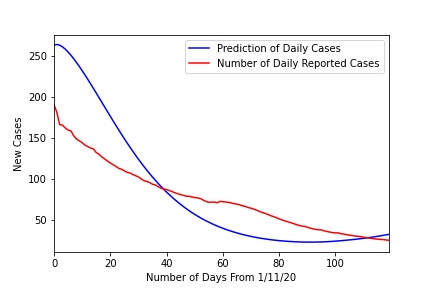 Prediction of Daily Cases
Number of Daily Reported Cases
250
200
150
100
50
New Cases
0 20 40 60 80 100
Number of Days From 1/11/20